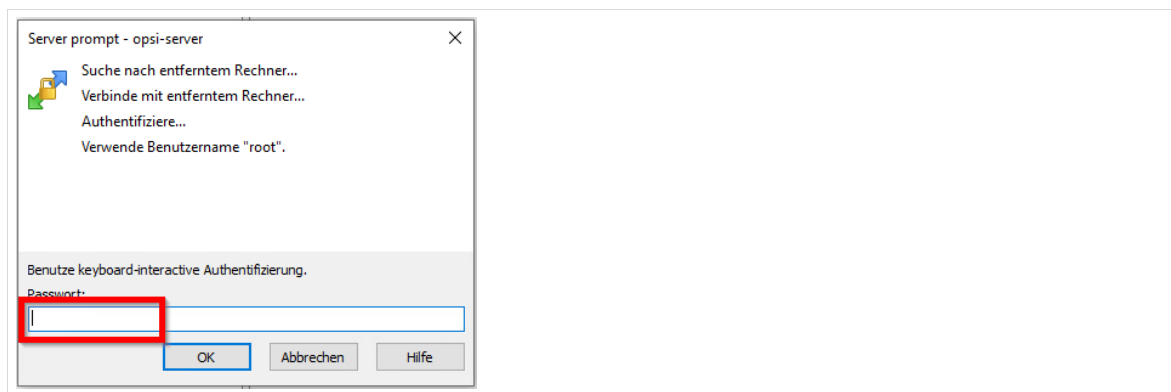 Server prompt - opsi-server
Suche nach entferntem Rechner...
Verbinde mit entferntem Rechner...
Authentifiziere...
Verwende Benutzername "root".
Benutze keyboard-interactive Authentifizierung.
Passwort:
OK Abbrechen Hilfe